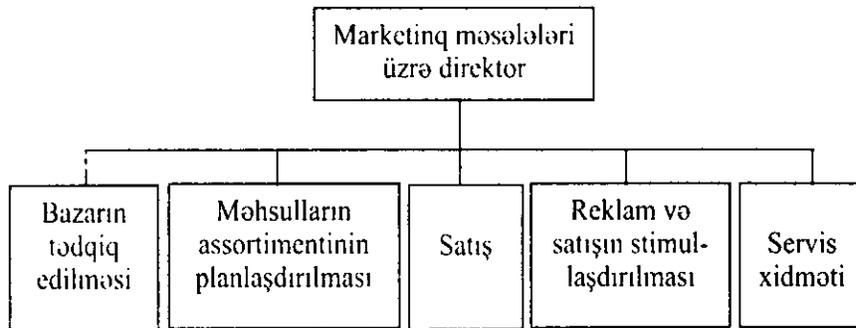 Marketinq məsələləri
üzrə direktor
Bazarın
tədqiq
edilməsi
Məhsulların
assortimentinin
planlaşdırılması
Satış
Reklam və
satışın stimul-
laşdırılması
Servis
xidməti